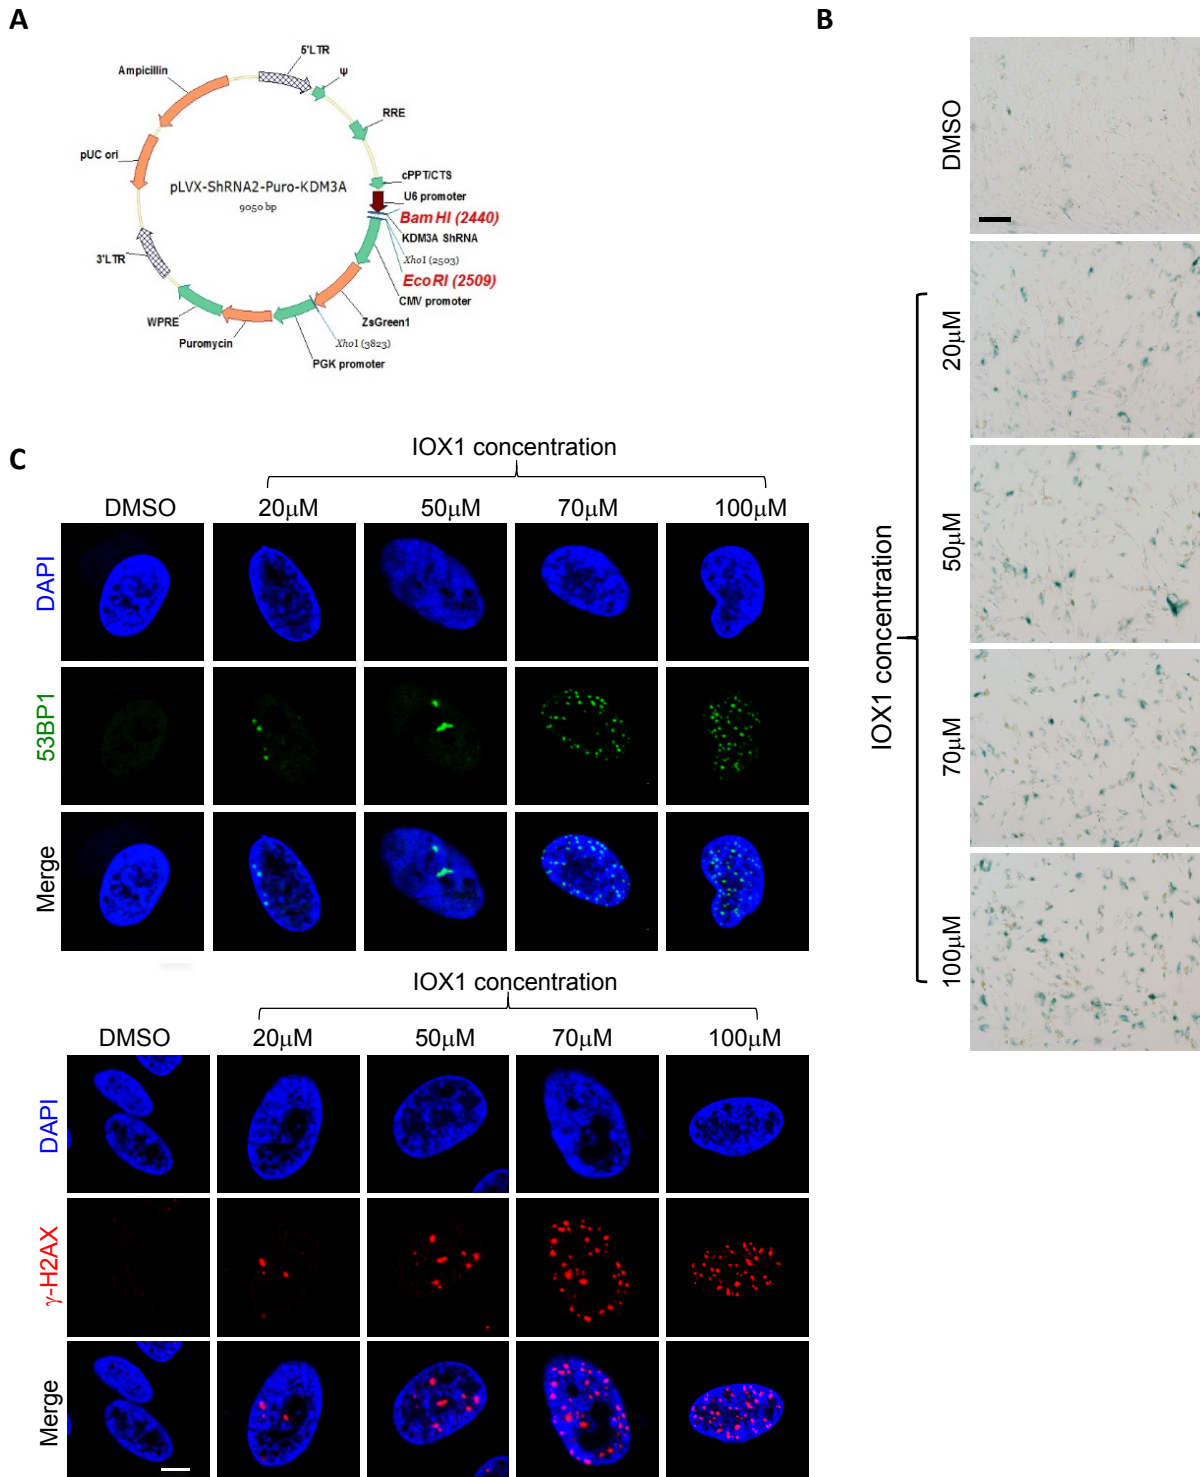 A
5'LTR
Ψ
Ampicillin
RRE
pUC ori
cPPT/CTS
pLVX-ShRNA2-Puro-KDM3A
9050 bp
U6 promoter
BamHI (2440)
KDM3A ShRNA
XhoI (2503)
EcoRI (2509)
3'LTR
CMV promoter
WPRE
ZsGreen1
Puromycin
XhoI (3823)
PGK promoter
B
DMSO
IOX1 concentration
20μM
50μM
70μM
100μM
C
IOX1 concentration
DMSO 20μM 50μM 70μM 100μM
DAPI
53BP1
Merge
IOX1 concentration
DMSO 20μM 50μM 70μM 100μM
DAPI
γ-H2AX
Merge